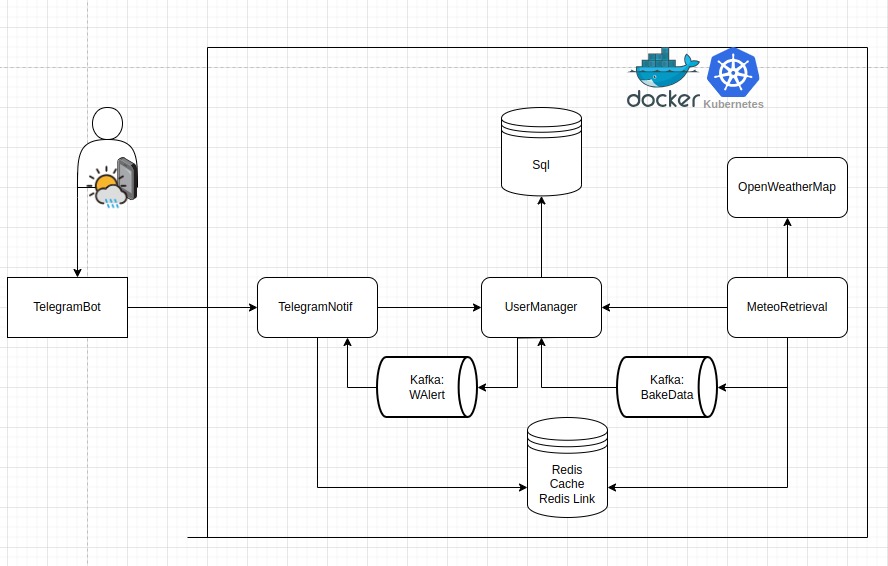 docker
Kubernetes
Sql
OpenWeatherMap
TelegramBot
TelegramNotif
UserManager
MeteoRetrieval
Kafka:
WAlert
Kafka:
BakeData
Redis
Cache
Redis Link